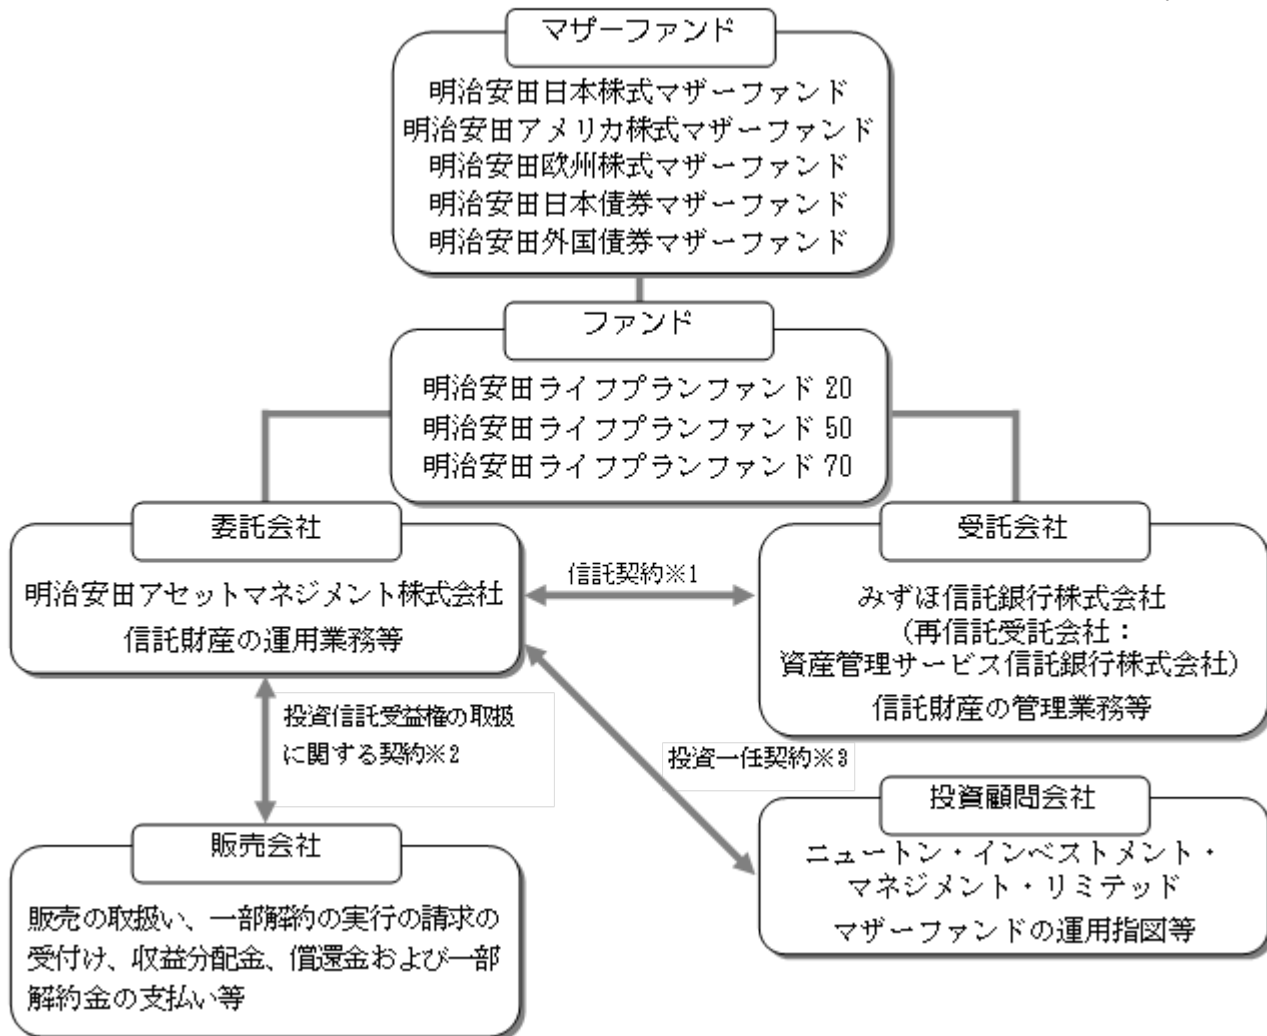 マザーファンド
明治安田日本株式マザーファンド
明治安田アメリカ株式マザーファンド
明治安田欧州株式マザーファンド
明治安田日本債券マザーファンド
明治安田外国債券マザーファンド
ファンド
明治安田ライフプランファンド 20
明治安田ライフプランファンド 50
明治安田ライフプランファンド 70
委託会社
明治安田アセットマネジメント株式会社
信託財産の運用業務等
信託契約※1
受託会社
みずほ信託銀行株式会社
(再信託受託会社:
資産管理サービス信託銀行株式会社)
信託財産の管理業務等
投資信託受益権の取扱
に関する契約※2
投資一任契約※3
販売会社
販売の取扱い、一部解約の実行の請求の
受付け、収益分配金、償還金および一部
解約金の支払い等
投資顧問会社
ニュートン・インベストメント・
マネジメント・リミテッド
マザーファンドの運用指図等